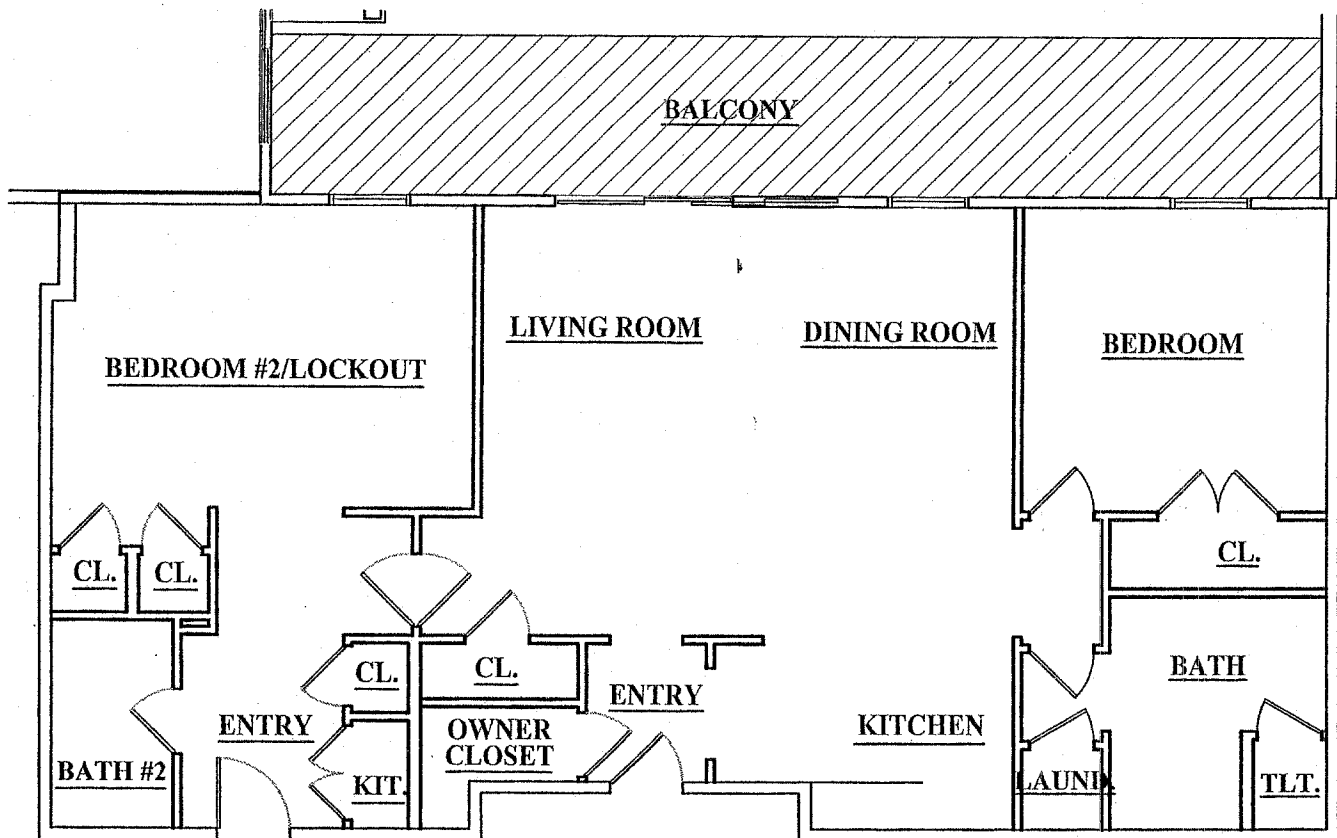 BALCONY
LIVING ROOM
DINING ROOM
BEDROOM
BEDROOM #2/LOCKOUT
CL.
CL.
CL.
CL.
CL.
BATH
ENTRY
ENTRY
KITCHEN
OWNER
CLOSET
BATH #2
KIT.
TLT.